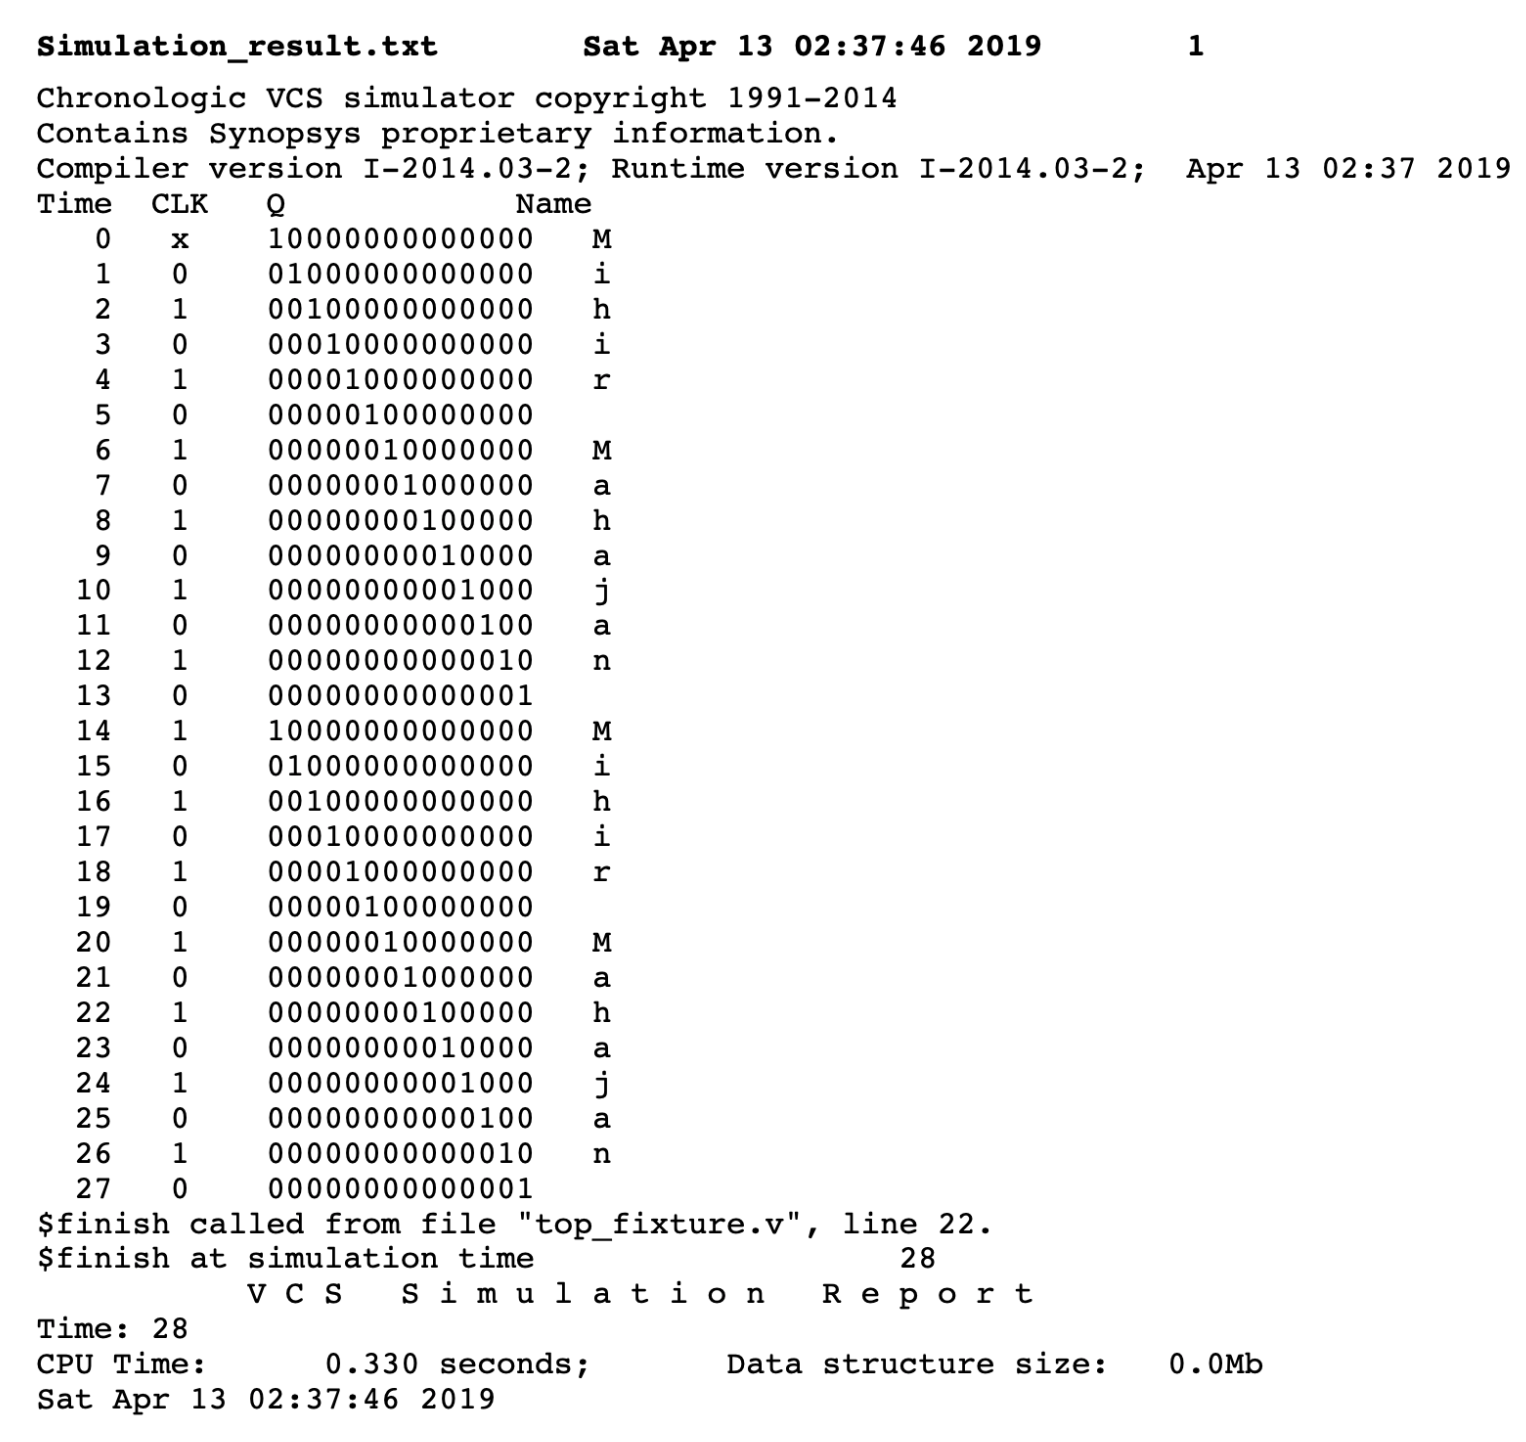 Simulation_result.txt        Sat Apr 13 02:37:46 2019        1
Chronologic VCS simulator copyright 1991-2014
Contains Synopsys proprietary information.
Compiler version I-2014.03-2; Runtime version I-2014.03-2;  Apr 13 02:37 2019
Time  CLK   Q            Name
   0   x    10000000000000   M
   1   0    01000000000000   i
   2   1    00100000000000   h
   3   0    00010000000000   i
   4   1    00001000000000   r
   5   0    00000100000000
   6   1    00000010000000   M
   7   0    00000001000000   a
   8   1    00000000100000   h
   9   0    00000000010000   a
  10   1    00000000001000   j
  11   0    00000000000100   a
  12   1    00000000000010   n
  13   0    00000000000001
  14   1    10000000000000   M
  15   0    01000000000000   i
  16   1    00100000000000   h
  17   0    00010000000000   i
  18   1    00001000000000   r
  19   0    00000100000000
  20   1    00000010000000   M
  21   0    00000001000000   a
  22   1    00000000100000   h
  23   0    00000000010000   a
  24   1    00000000001000   j
  25   0    00000000000100   a
  26   1    00000000000010   n
  27   0    00000000000001
$finish called from file "top_fixture.v", line 22.
$finish at simulation time                   28
           V C S   S i m u l a t i o n   R e p o r t
Time: 28
CPU Time:      0.330 seconds;       Data structure size:   0.0Mb
Sat Apr 13 02:37:46 2019